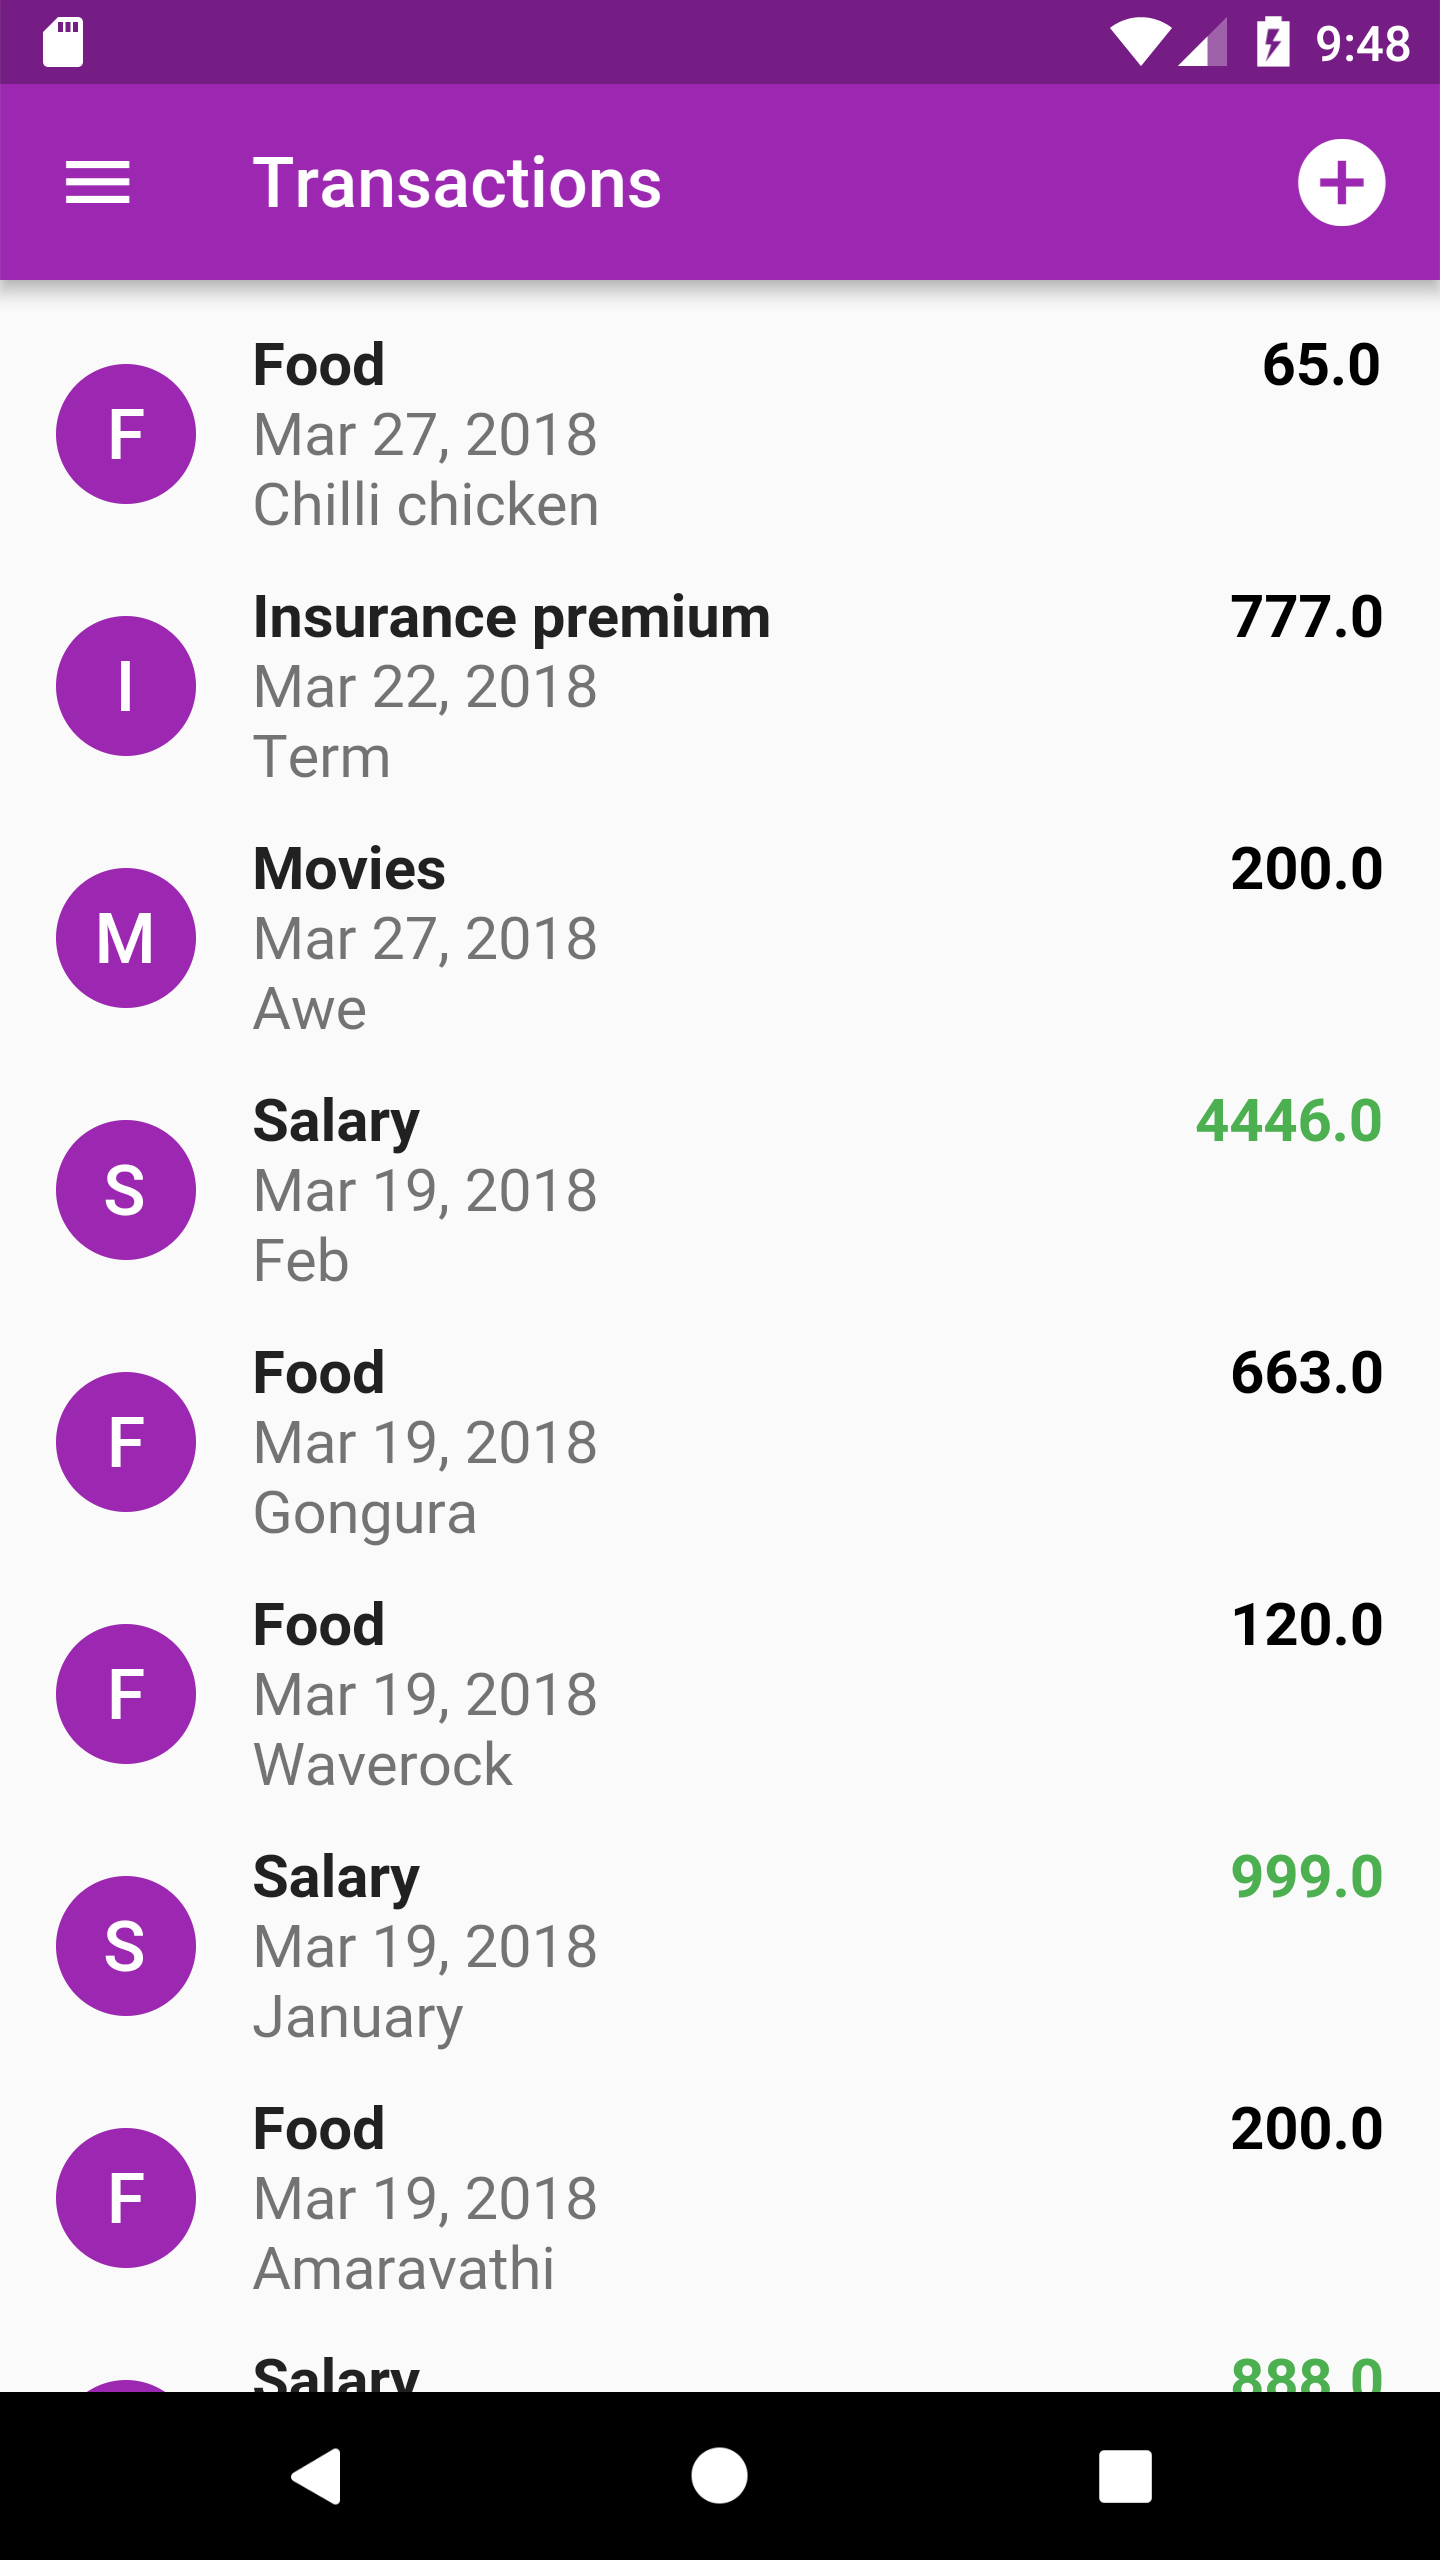 9:48
Transactions
F
Food
65.0
Mar 27, 2018
Chilli chicken
I
Insurance premium
777.0
Mar 22, 2018
Term
M
Movies
200.0
Mar 27, 2018
Awe
S
Salary
4446.0
Mar 19, 2018
Feb
F
Food
663.0
Mar 19, 2018
Gongura
F
Food
120.0
Mar 19, 2018
Waverock
S
Salary
999.0
Mar 19, 2018
January
F
Food
200.0
Mar 19, 2018
Amaravathi
Salary
888.0